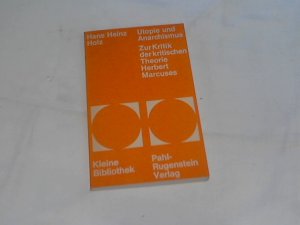 Hans Heinz
Holz
Utopie und
Anarchismus
Zur Kritik
der kritischen
Theorie
Herbert
Marcuses
Kleine
Bibliothek
Pahl-
Rugenstein
Verlag